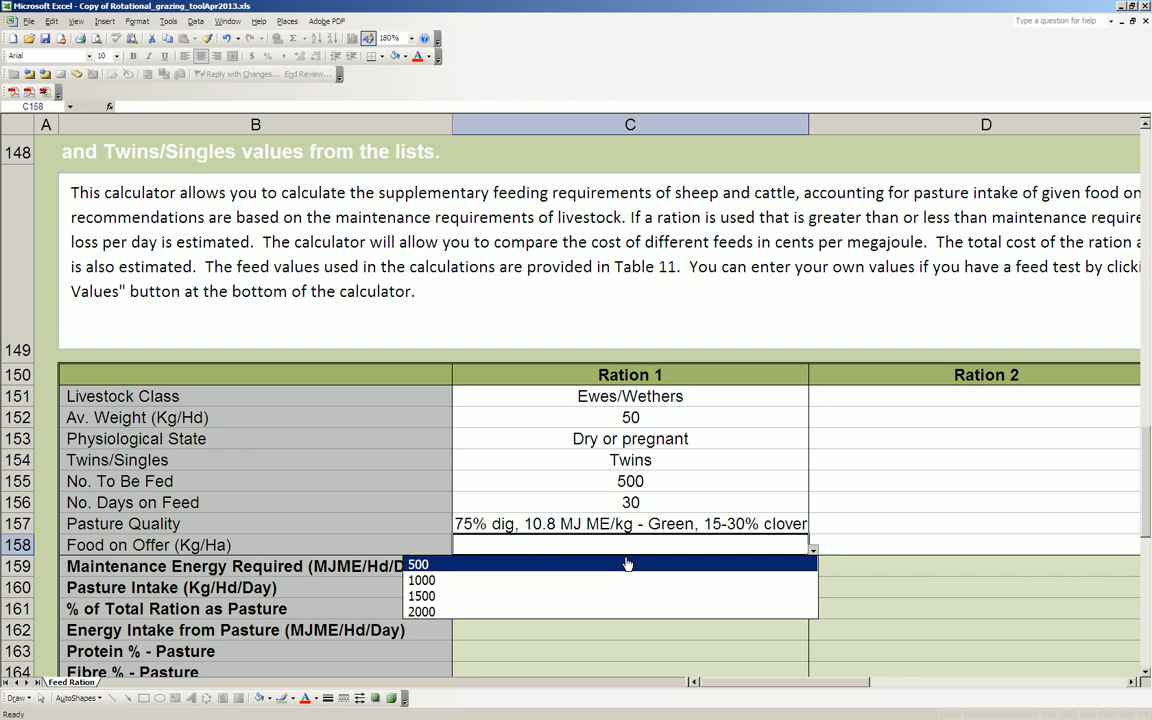 Microsoft Excel - Copy of Rotational_grazing_toolApr2013.xls
File Edit View Insert Format Tools Data Window Help Places Adobe PDF
Type a question for help
180%
Arial 10
Reply with Changes... End Review...
C158 fx
A B C D
148 and Twins/Singles values from the lists.
This calculator allows you to calculate the supplementary feeding requirements of sheep and cattle, accounting for pasture intake of given food on
recommendations are based on the maintenance requirements of livestock. If a ration is used that is greater than or less than maintenance require
loss per day is estimated. The calculator will allow you to compare the cost of different feeds in cents per megajoule. The total cost of the ration a
is also estimated. The feed values used in the calculations are provided in Table 11. You can enter your own values if you have a feed test by clicki
Values" button at the bottom of the calculator.
149
150 Ration 1 Ration 2
151 Livestock Class Ewes/Wethers
152 Av. Weight (Kg/Hd) 50
153 Physiological State Dry or pregnant
154 Twins/Singles Twins
155 No. To Be Fed 500
156 No. Days on Feed 30
157 Pasture Quality 75% dig, 10.8 MJ ME/kg - Green, 15-30% clover
158 Food on Offer (Kg/Ha)
159 Maintenance Energy Required (MJME/Hd/D
500
1000
1500
2000
160 Pasture Intake (Kg/Hd/Day)
161 % of Total Ration as Pasture
162 Energy Intake from Pasture (MJME/Hd/Day)
163 Protein % - Pasture
164 Fibre % - Pasture
Feed Ration
Draw AutoShapes
Ready